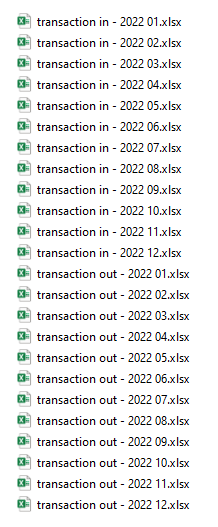 transaction in - 2022 01.xlsx
transaction in - 2022 02.xlsx
transaction in - 2022 03.xlsx
transaction in - 2022 04.xlsx
transaction in - 2022 05.xlsx
transaction in - 2022 06.xlsx
transaction in - 2022 07.xlsx
transaction in - 2022 08.xlsx
transaction in - 2022 09.xlsx
transaction in - 2022 10.xlsx
transaction in - 2022 11.xlsx
transaction in - 2022 12.xlsx
transaction out - 2022 01.xlsx
transaction out - 2022 02.xlsx
transaction out - 2022 03.xlsx
transaction out - 2022 04.xlsx
transaction out - 2022 05.xlsx
transaction out - 2022 06.xlsx
transaction out - 2022 07.xlsx
transaction out - 2022 08.xlsx
transaction out - 2022 09.xlsx
transaction out - 2022 10.xlsx
transaction out - 2022 11.xlsx
transaction out - 2022 12.xlsx